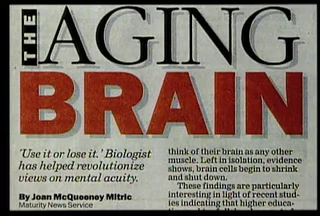 THE AGING
BRAIN
'Use it or lose it.' Biologist
has helped revolutionize
views on mental acuity.
By Joan McQueeney Mitric
Maturity News Service
think of their brain as any other
muscle. Left in isolation, evidence
shows, brain cells begin to shrink
and shut down.
These findings are particularly
interesting in light of recent stud-
ies indicating that higher educa-